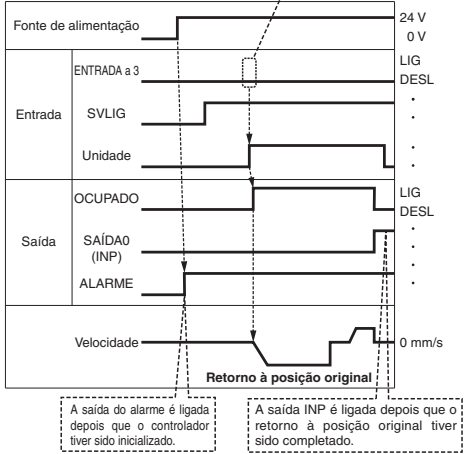 Fonte de alimentação
24 V
0 V
Entrada
ENTRADA a 3
LIG
DESL
SVLIG
Unidade
Saída
OCUPADO
LIG
DESL
SAÍDA0
(INP)
ALARME
Velocidade
0 mm/s
Retorno à posição original
A saída do alarme é ligada
depois que o controlador
tiver sido inicializado.
A saída INP é ligada depois que o
retorno à posição original tiver
sido completado.